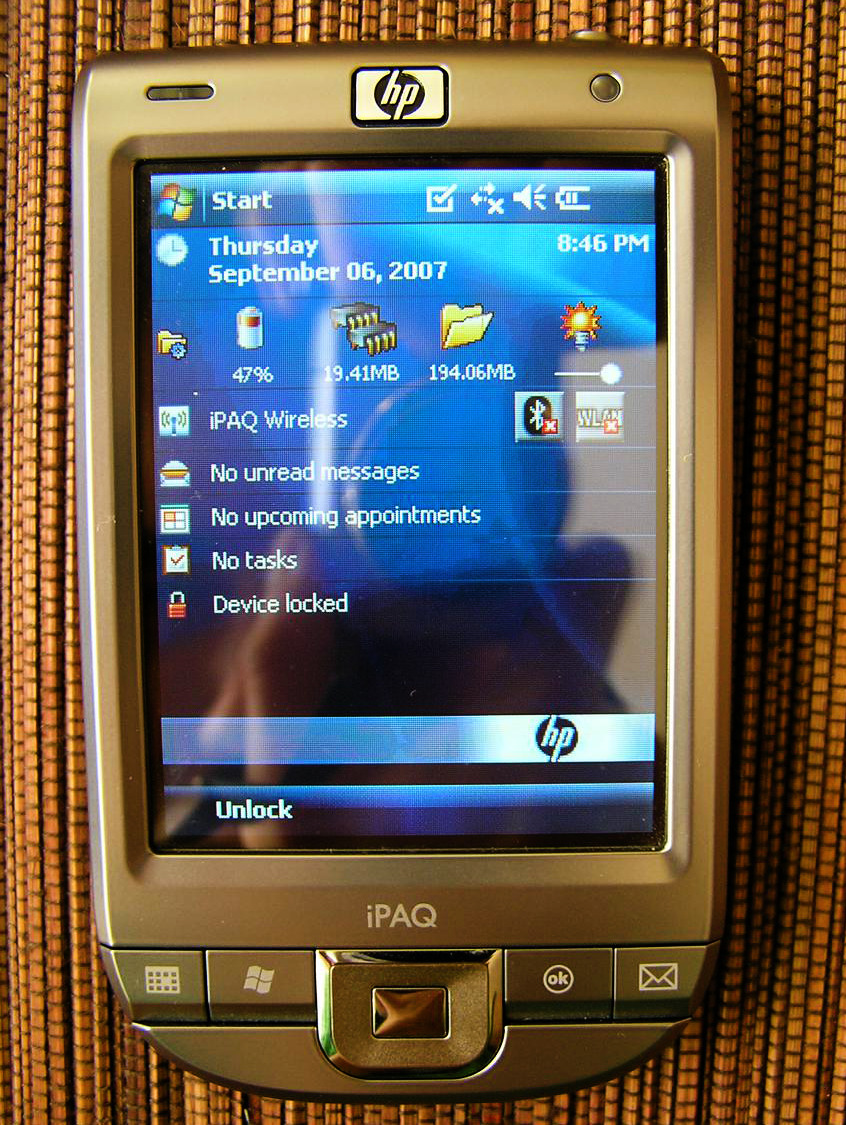 hp
Start
Thursday 8:46 PM
September 06, 2007
47% 19.41MB 194.06MB
iPAQ Wireless WLAN
No unread messages
No upcoming appointments
No tasks
Device locked
hp
Unlock
iPAQ
ok